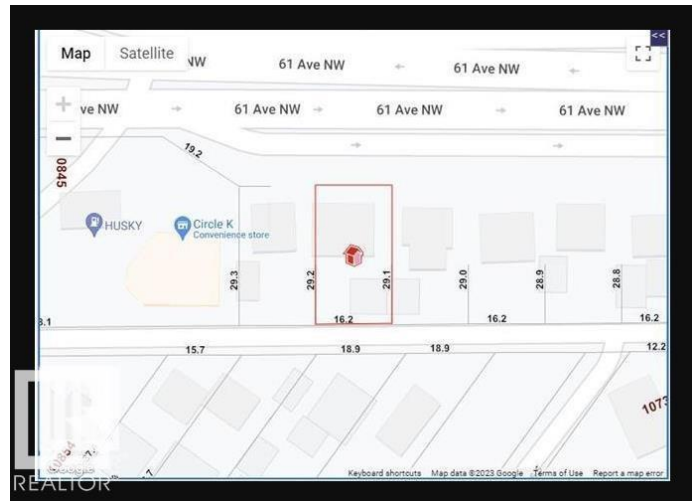 <<
Map
Satellite
NW
61 Ave NW
←
61 Ave NW
←
+
ve NW
→
61 Ave NW →
61 Ave NW
→
61 Ave NW
−
→
→
0845
19.2
HUSKY
Circle K
Convenience store
29.3
29.2
29.1
29.0
28.9
28.8
16.2
16.2
16.2
15.7
18.9
18.9
12.2
1073
Keyboard shortcuts
Map data ©2023 Google
Terms of Use
Report a map error
REALTOR